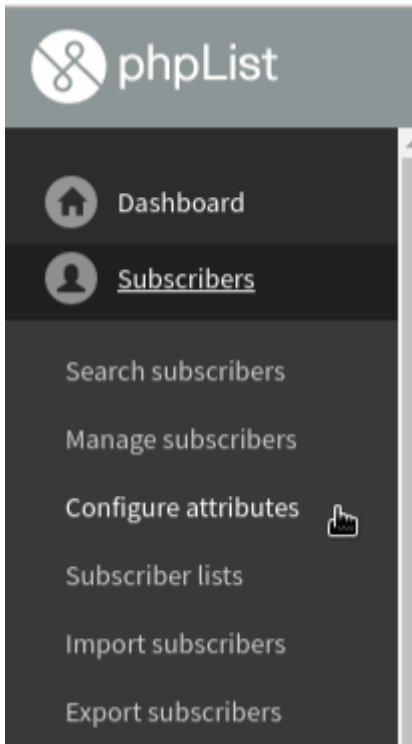 phpList
Dashboard
Subscribers
Search subscribers
Manage subscribers
Configure attributes
Subscriber lists
Import subscribers
Export subscribers